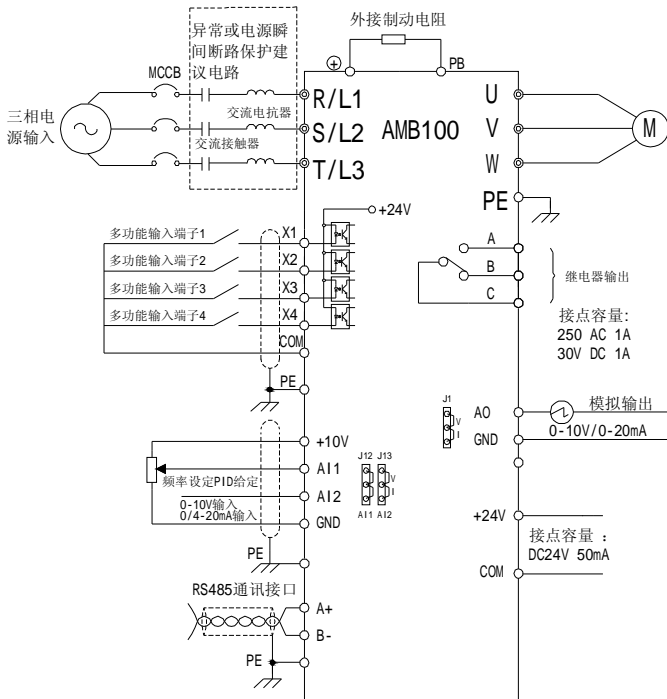 外接制动电阻
异常或电源瞬
间断路保护建
议电路
MCCB
PB
三相电
源输入
R/L1
交流电抗器
S/L2
交流接触器
T/L3
AMB100
U
V
W
M
PE
+24V
多功能输入端子1
X1
多功能输入端子2
X2
多功能输入端子3
X3
多功能输入端子4
X4
COM
PE
A
B
C
继电器输出
接点容量:
250 AC 1A
30V DC 1A
J1
V
I
AO
模拟输出
GND
0-10V/0-20mA
+10V
AI1
频率设定PID给定
AI2
0-10V输入
0/4-20mA输入
GND
J12 J13
V
I
AI1 AI2
PE
+24V
接点容量：
DC24V 50mA
COM
RS485通讯接口
A+
B-
PE